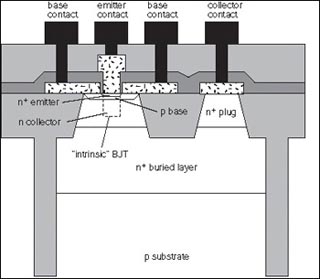 base contact
emitter contact
base contact
collector contact
n+ emitter
p base
n+ plug
n collector
"intrinsic" BJT
n+ buried layer
p substrate